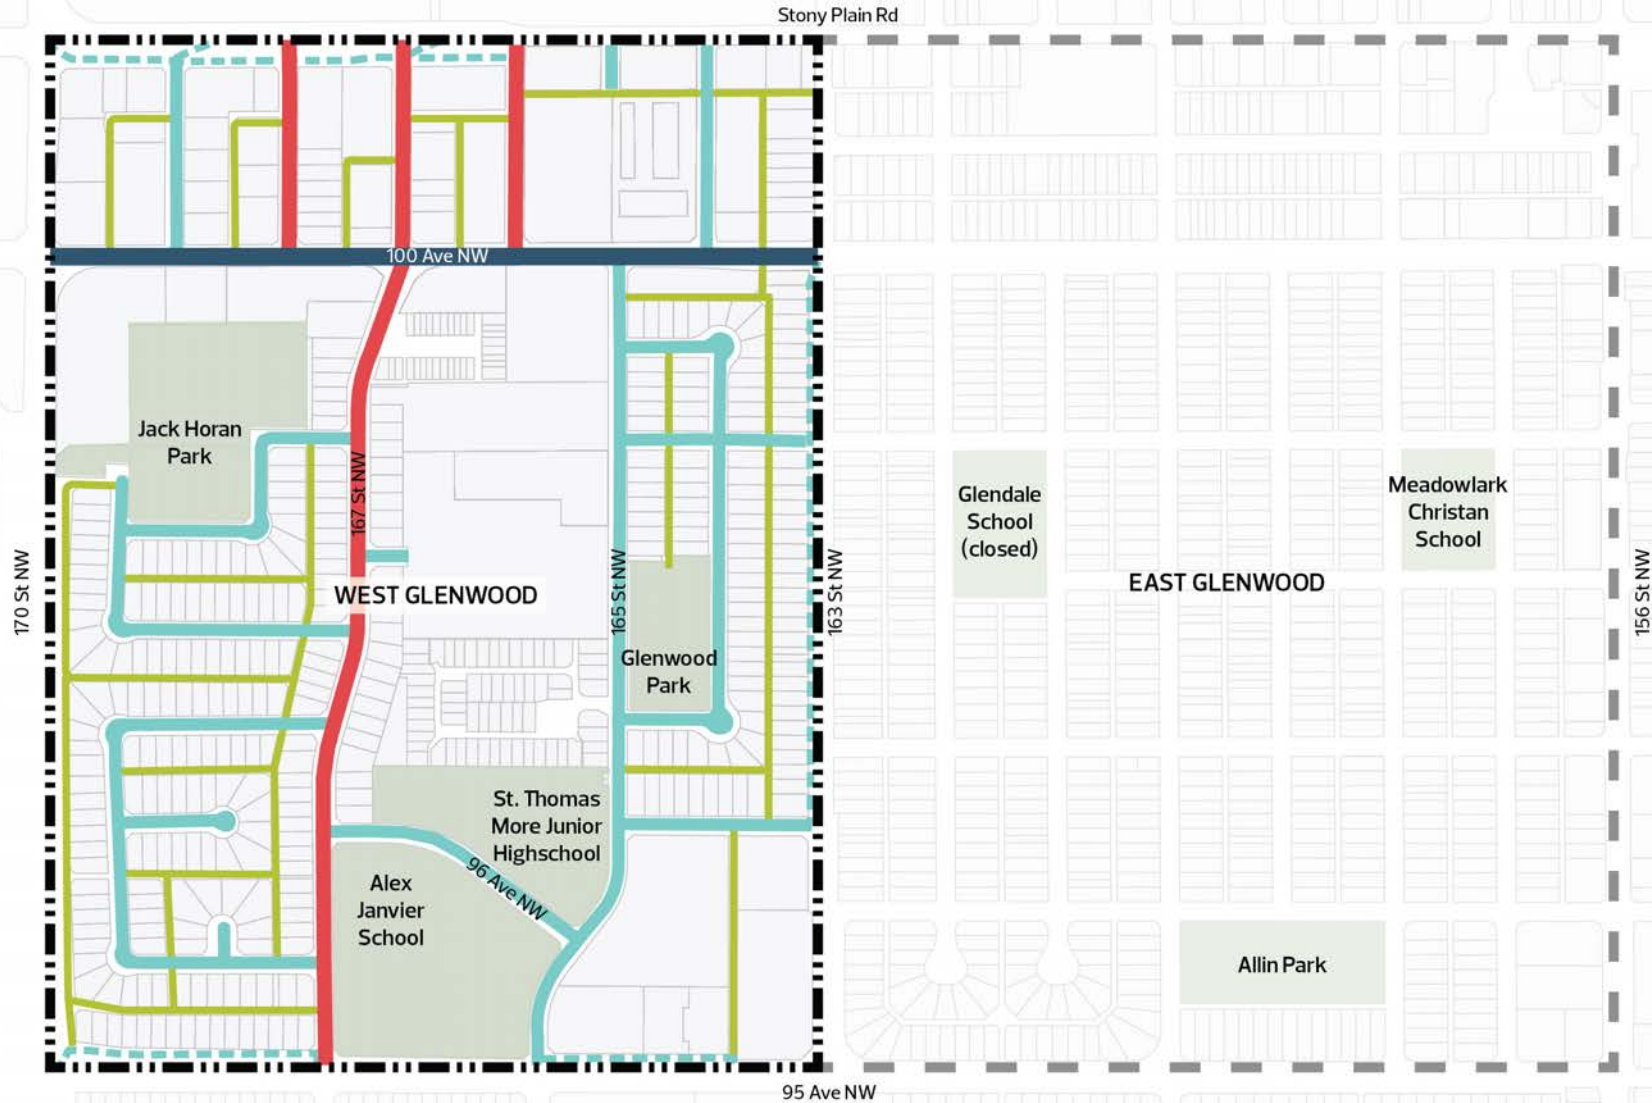 Stony Plain Rd
100 Ave NW
Jack Horan
Park
167 St NW
170 St NW
WEST GLENWOOD
165 St NW
Glenwood
Park
163 St NW
Glendale
School
(closed)
Meadowlark
Christan
School
EAST GLENWOOD
156 St NW
St. Thomas
More Junior
Highschool
96 Ave NW
Alex
Janvier
School
Allin Park
95 Ave NW